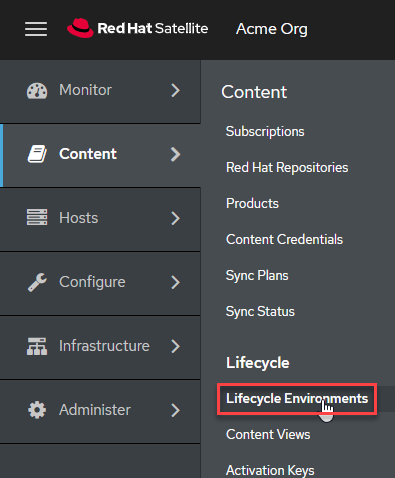 Red Hat Satellite Acme Org
Monitor
Content
Hosts
Configure
Infrastructure
Administer
Content
Subscriptions
Red Hat Repositories
Products
Content Credentials
Sync Plans
Sync Status
Lifecycle
Lifecycle Environments
Content Views
Activation Keys